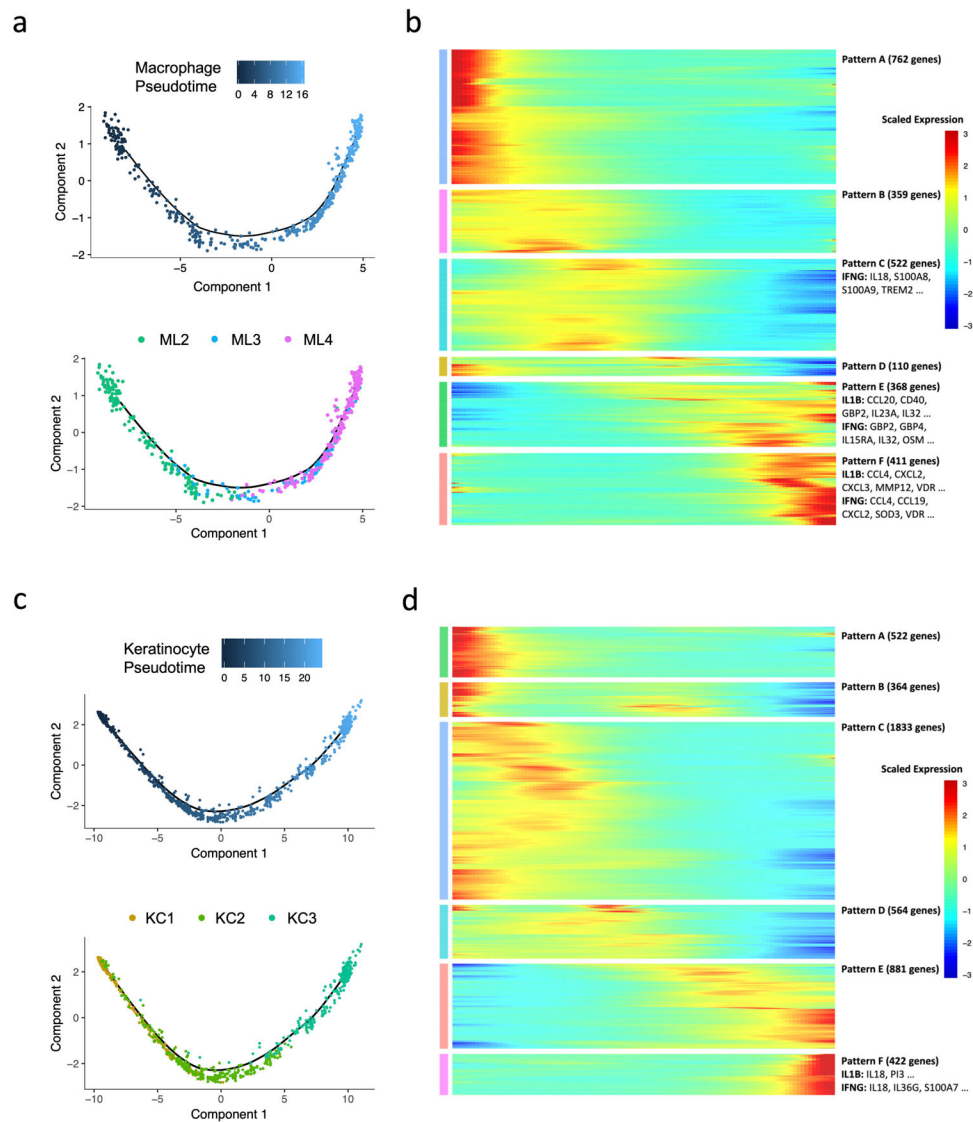 a
Macrophage
Pseudotime
0 4 8 12 16
2
1
0
−1
−2
Component 2
−5 0 5
Component 1
ML2 ML3 ML4
2
1
0
−1
−2
Component 2
−5 0 5
Component 1
b
Pattern A (762 genes)
Pattern B (359 genes)
Pattern C (522 genes)
IFNG: IL18, S100A8,
S100A9, TREM2 ...
Pattern D (110 genes)
Pattern E (368 genes)
IL1B: CCL20, CD40,
GBP2, IL23A, IL32 ...
IFNG: GBP2, GBP4,
IL15RA, IL32, OSM ...
Pattern F (411 genes)
IL1B: CCL4, CXCL2,
CXCL3, MMP12, VDR ...
IFNG: CCL4, CCL19,
CXCL2, SOD3, VDR ...
Scaled Expression
3
2
1
0
−1
−2
−3
c
Keratinocyte
Pseudotime
0 5 10 15 20
2
0
−2
Component 2
−10 −5 0 5 10
Component 1
KC1 KC2 KC3
2
0
−2
Component 2
−10 −5 0 5 10
Component 1
d
Pattern A (522 genes)
Pattern B (364 genes)
Pattern C (1833 genes)
Pattern D (564 genes)
Pattern E (881 genes)
Pattern F (422 genes)
IL1B: IL18, PI3 ...
IFNG: IL18, IL36G, S100A7 ...
Scaled Expression
3
2
1
0
−1
−2
−3